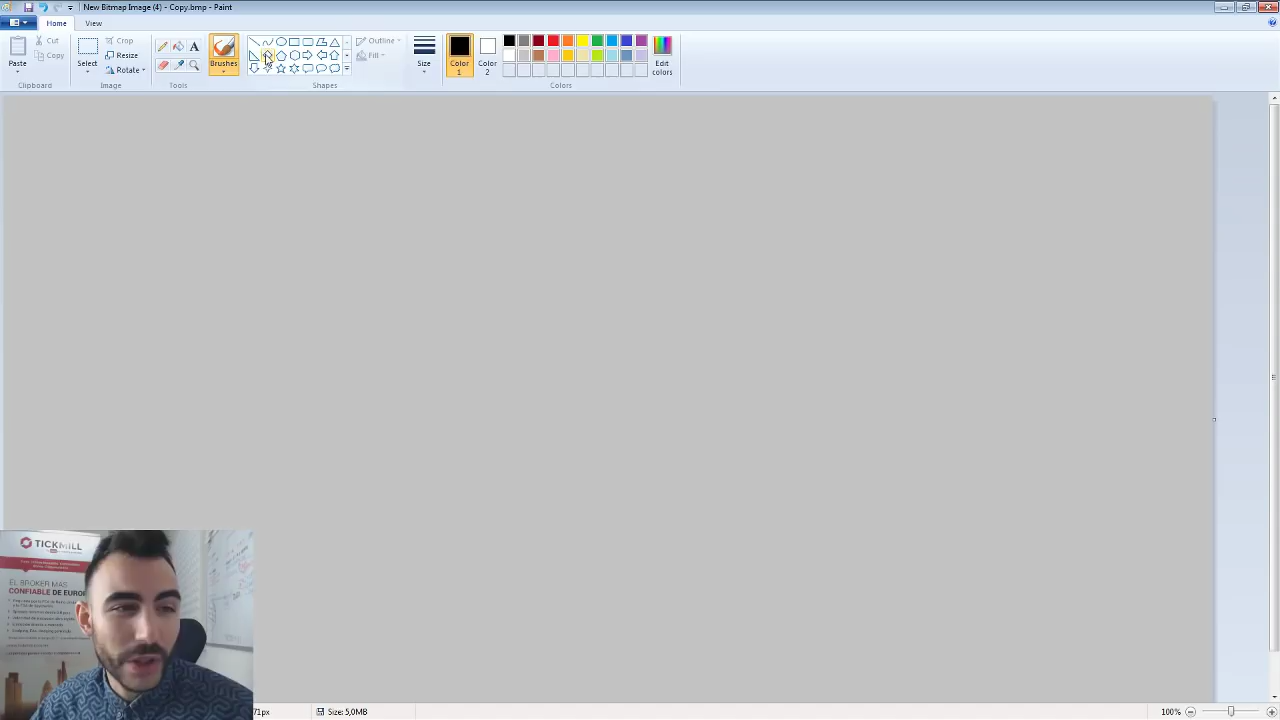 New Bitmap Image (4) - Copy.bmp - Paint
Home
View
Paste
Cut
Copy
Clipboard
Select
Crop
Resize
Rotate
Image
A
Tools
Brushes
Shapes
Outline
Fill
Size
Color 1
Color 2
Colors
Edit colors
TICKMILL
EL BROKER MÁS
CONFIABLE DE EUROP
71px
Size: 5,0MB
100%